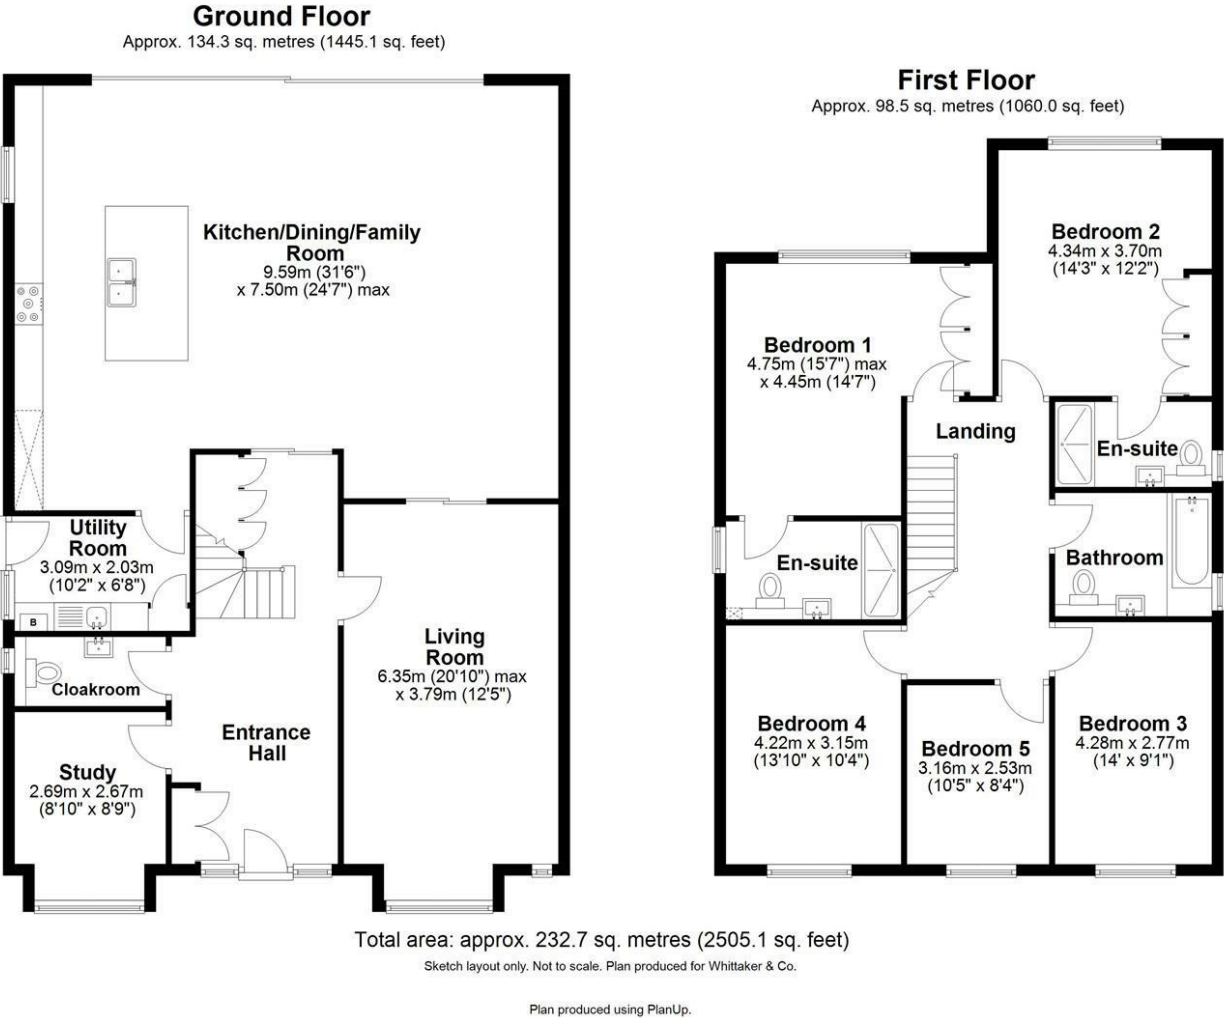 Ground Floor
Approx. 134.3 sq. metres (1445.1 sq. feet)
Kitchen/Dining/Family
Room
9.59m (31'6")
x 7.50m (24'7") max
Utility
Room
3.09m x 2.03m
(10'2" x 6'8")
B
Cloakroom
Study
2.69m x 2.67m
(8'10" x 8'9")
Entrance
Hall
Living
Room
6.35m (20'10") max
x 3.79m (12'5")
First Floor
Approx. 98.5 sq. metres (1060.0 sq. feet)
Bedroom 2
4.34m x 3.70m
(14'3" x 12'2")
Bedroom 1
4.75m (15'7") max
x 4.45m (14'7")
Landing
En-suite
En-suite
Bathroom
Bedroom 4
4.22m x 3.15m
(13'10" x 10'4")
Bedroom 5
3.16m x 2.53m
(10'5" x 8'4")
Bedroom 3
4.28m x 2.77m
(14' x 9'1")
Total area: approx. 232.7 sq. metres (2505.1 sq. feet)
Sketch layout only. Not to scale. Plan produced for Whittaker & Co.
Plan produced using PlanUp.